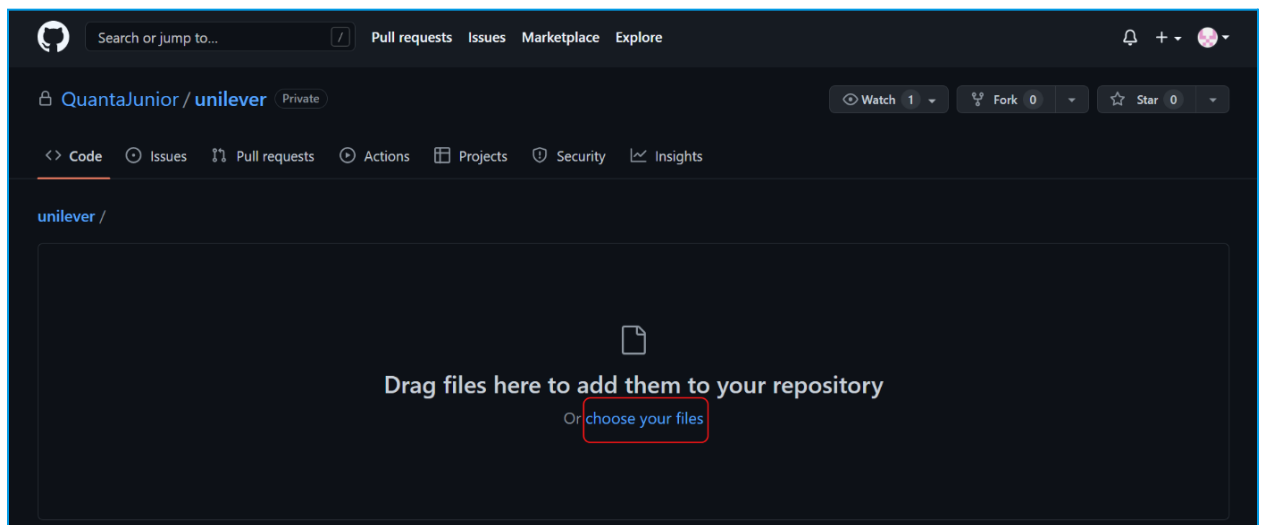 Search or jump to... / Pull requests Issues Marketplace Explore
QuantaJunior / unilever Private Watch 1 Fork 0 Star 0
<> Code Issues Pull requests Actions Projects Security Insights
unilever /
Drag files here to add them to your repository
Or choose your files